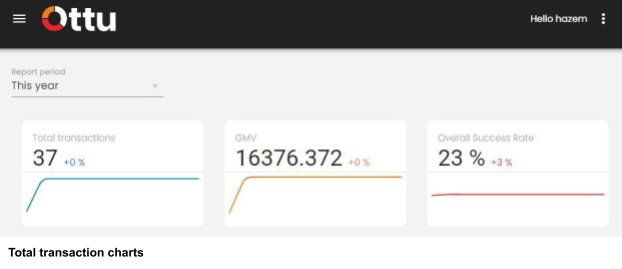 Ottu
Hello hazem
Report period
This year
Total transactions
37 +0 %
GMV
16376.372 +0 %
Overall Success Rate
23 % +3 %
Total transaction charts